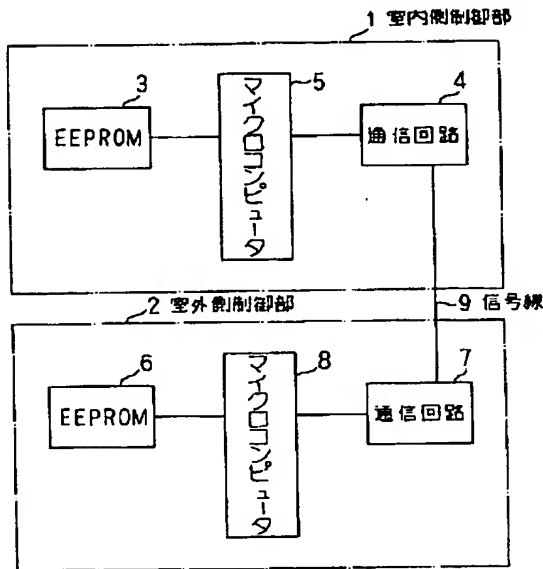 1 室内側制御部
3
5
4
EEPROM
マイクロコンピュータ
通信回路
2 室外側制御部
9 信号線
6
8
7
EEPROM
マイクロコンピュータ
通信回路